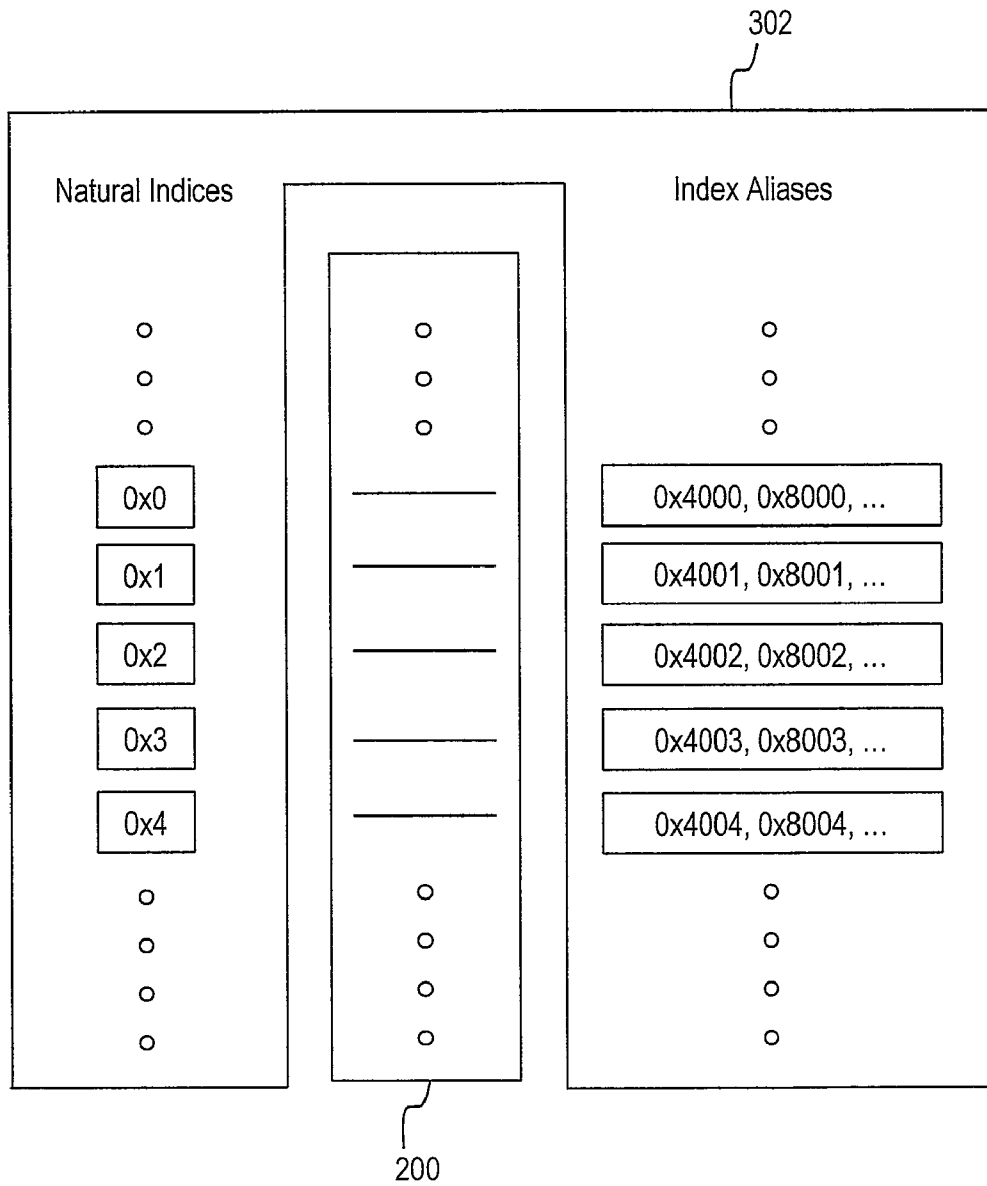 302
Natural Indices
Index Aliases
0x0
0x4000, 0x8000, ...
0x1
0x4001, 0x8001, ...
0x2
0x4002, 0x8002, ...
0x3
0x4003, 0x8003, ...
0x4
0x4004, 0x8004, ...
200